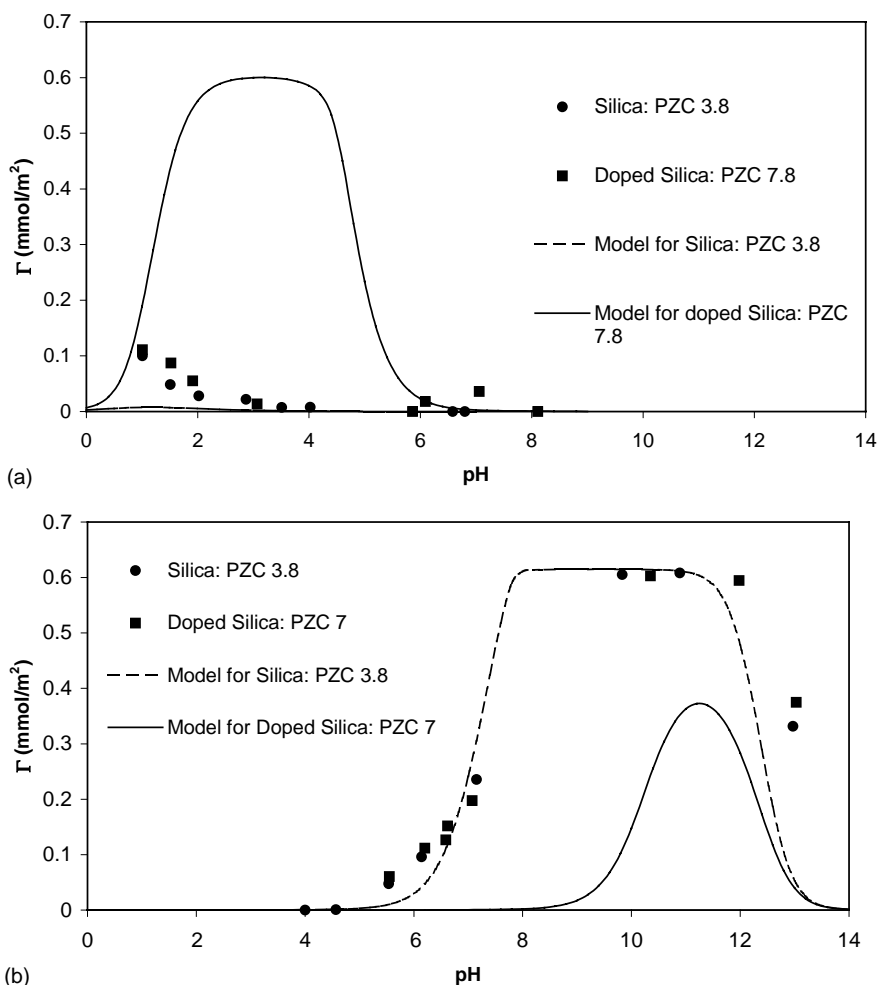 0.7
0.6
0.5
0.4
0.3
0.2
0.1
0
Γ (mmol/m²)
Silica: PZC 3.8
Doped Silica: PZC 7.8
Model for Silica: PZC 3.8
Model for doped Silica: PZC
7.8
0 2 4 6 8 10 12 14
pH
(a)
0.7
0.6
0.5
0.4
0.3
0.2
0.1
0
Γ (mmol/m²)
Silica: PZC 3.8
Doped Silica: PZC 7
Model for Silica: PZC 3.8
Model for Doped Silica: PZC 7
0 2 4 6 8 10 12 14
pH
(b)